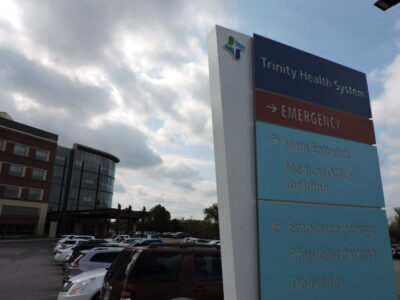 Trinity Health System
→ EMERGENCY
→ Main Entrance
Medical Office
Building
← Employee Parking
Physician Parking
Deliveries